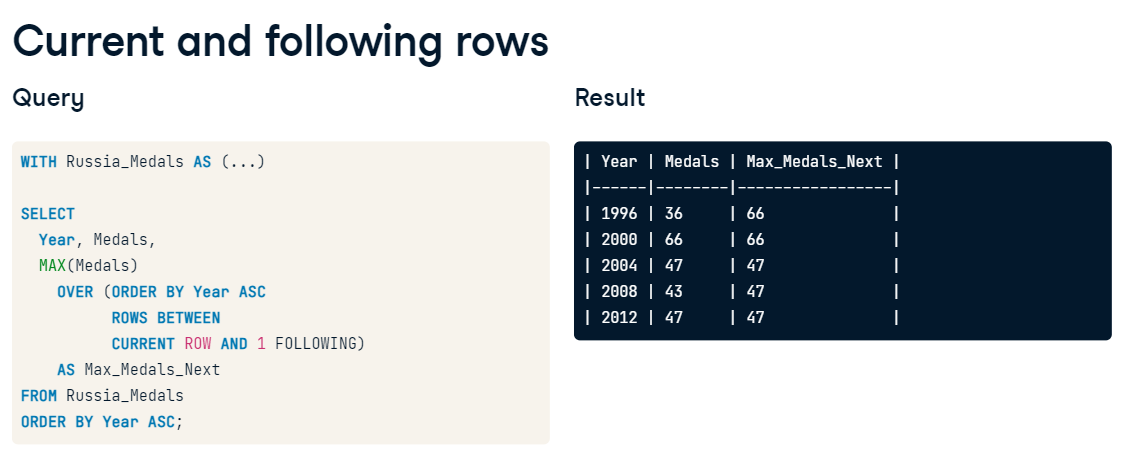 Current and following rows
Query
WITH Russia_Medals AS (...)
SELECT
  Year, Medals,
  MAX(Medals)
    OVER (ORDER BY Year ASC
          ROWS BETWEEN
          CURRENT ROW AND 1 FOLLOWING)
    AS Max_Medals_Next
FROM Russia_Medals
ORDER BY Year ASC;
Result
| Year | Medals | Max_Medals_Next |
|------|--------|-----------------|
| 1996 | 36     | 66              |
| 2000 | 66     | 66              |
| 2004 | 47     | 47              |
| 2008 | 43     | 47              |
| 2012 | 47     | 47              |